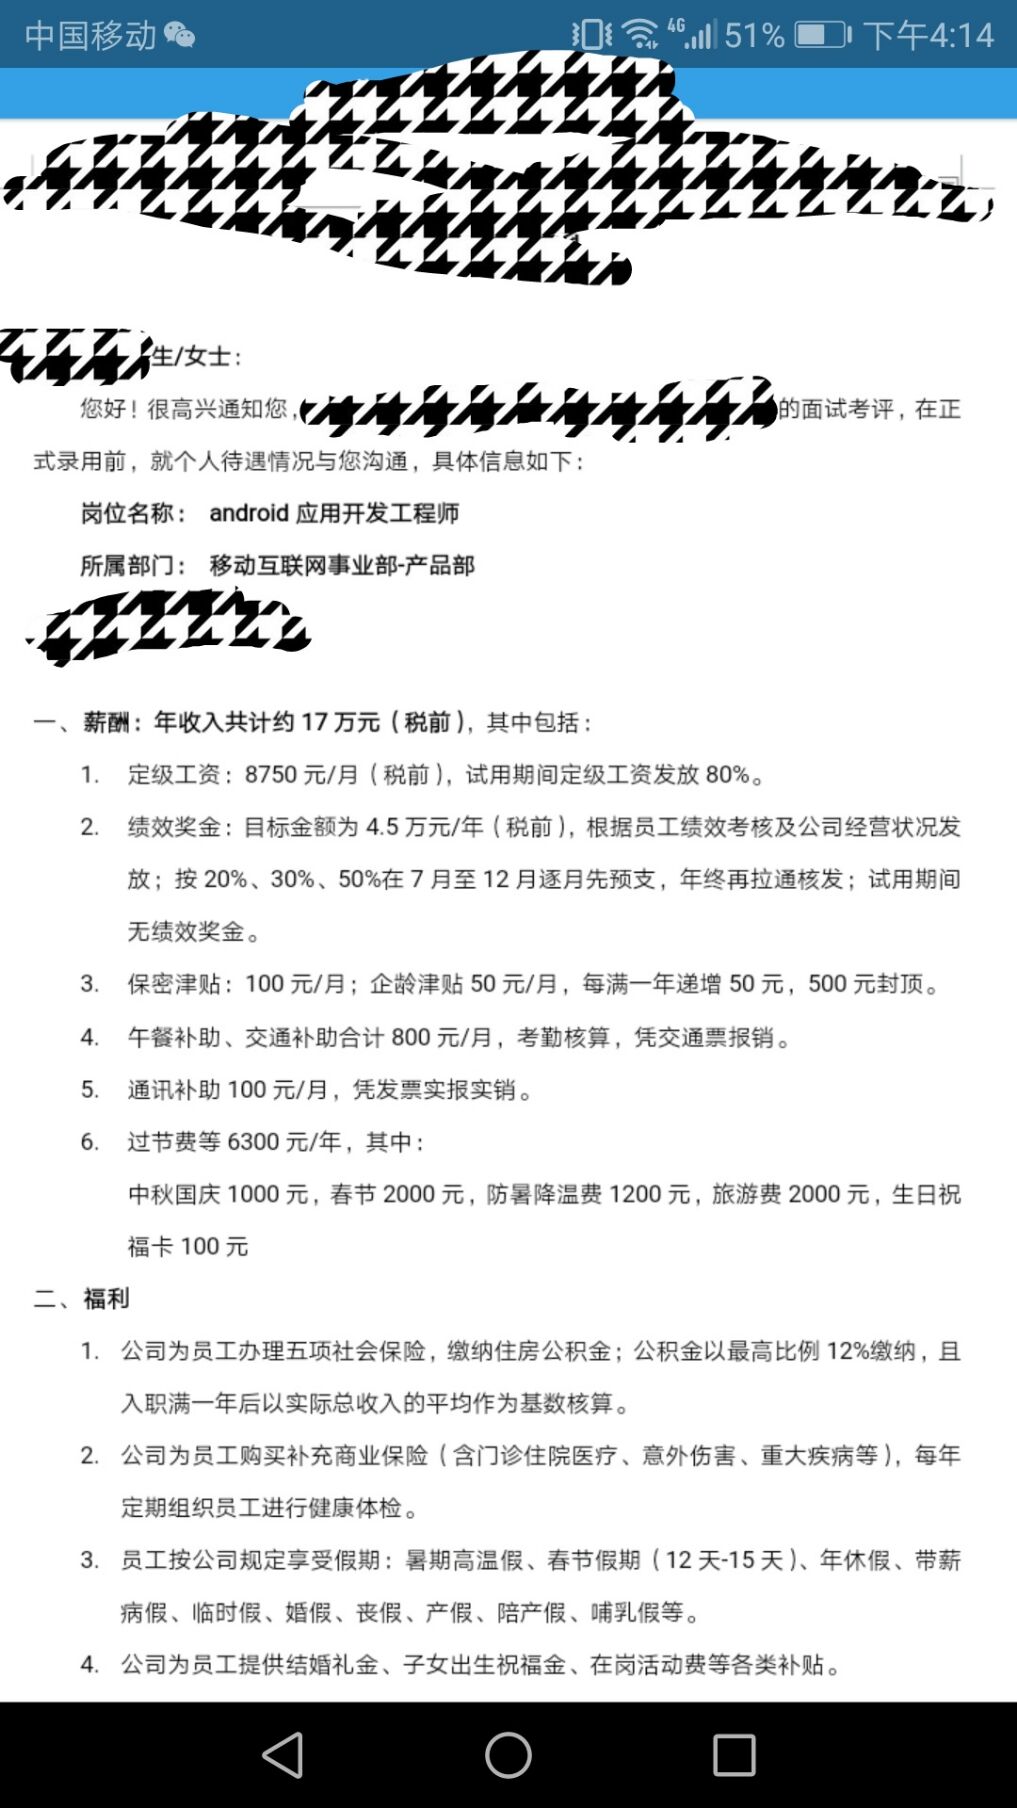 中国移动
4G 51% 下午4:14
生/女士：
您好！很高兴通知您，的面试考评，在正
式录用前，就个人待遇情况与您沟通，具体信息如下：
岗位名称： android 应用开发工程师
所属部门： 移动互联网事业部-产品部
一、薪酬：年收入共计约 17 万元（税前），其中包括：
1. 定级工资：8750 元/月（税前），试用期间定级工资发放 80%。
2. 绩效奖金：目标金额为 4.5 万元/年（税前），根据员工绩效考核及公司经营状况发
放；按 20%、30%、50%在 7 月至 12 月逐月先预支，年终再拉通核发；试用期间
无绩效奖金。
3. 保密津贴：100 元/月；企龄津贴 50 元/月，每满一年递增 50 元，500 元封顶。
4. 午餐补助、交通补助合计 800 元/月，考勤核算，凭交通票报销。
5. 通讯补助 100 元/月，凭发票实报实销。
6. 过节费等 6300 元/年，其中：
中秋国庆 1000 元，春节 2000 元，防暑降温费 1200 元，旅游费 2000 元，生日祝
福卡 100 元
二、福利
1. 公司为员工办理五项社会保险，缴纳住房公积金；公积金以最高比例 12%缴纳，且
入职满一年后以实际总收入的平均作为基数核算。
2. 公司为员工购买补充商业保险（含门诊住院医疗、意外伤害、重大疾病等），每年
定期组织员工进行健康体检。
3. 员工按公司规定享受假期：暑期高温假、春节假期（12 天-15 天）、年休假、带薪
病假、临时假、婚假、丧假、产假、陪产假、哺乳假等。
4. 公司为员工提供结婚礼金、子女出生祝福金、在岗活动费等各类补贴。